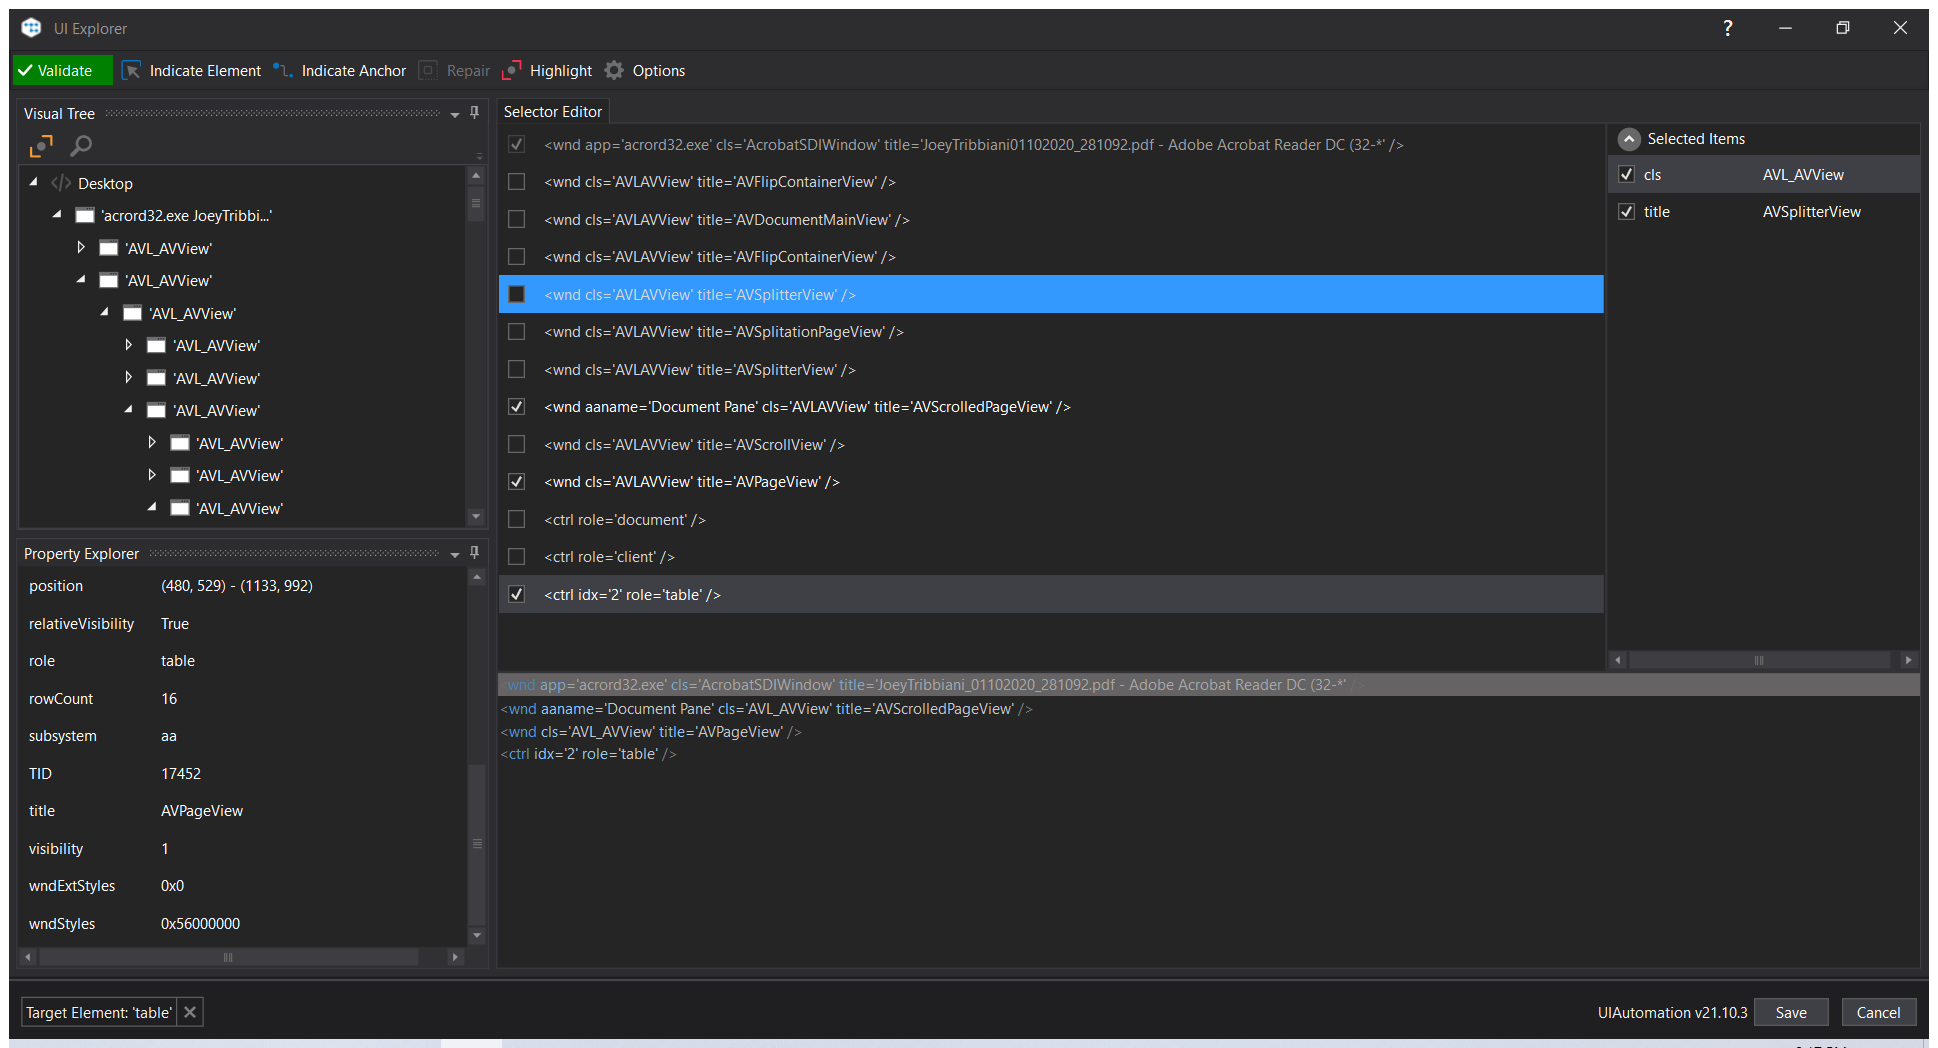 UI Explorer
?
Validate Indicate Element Indicate Anchor Repair Highlight Options
Visual Tree
</> Desktop
'acrord32.exe JoeyTribbi...'
'AVL_AVView'
'AVL_AVView'
'AVL_AVView'
'AVL_AVView'
'AVL_AVView'
'AVL_AVView'
'AVL_AVView'
'AVL_AVView'
'AVL_AVView'
Property Explorer
position (480, 529) - (1133, 992)
relativeVisibility True
role table
rowCount 16
subsystem aa
TID 17452
title AVPageView
visibility 1
wndExtStyles 0x0
wndStyles 0x56000000
Selector Editor
<wnd app='acrord32.exe' cls='AcrobatSDIWindow' title='JoeyTribbiani01102020_281092.pdf - Adobe Acrobat Reader DC (32-*' />
<wnd cls='AVLAVView' title='AVFlipContainerView' />
<wnd cls='AVLAVView' title='AVDocumentMainView' />
<wnd cls='AVLAVView' title='AVFlipContainerView' />
<wnd cls='AVLAVView' title='AVSplitterView' />
<wnd cls='AVLAVView' title='AVSplitationPageView' />
<wnd cls='AVLAVView' title='AVSplitterView' />
<wnd aaname='Document Pane' cls='AVLAVView' title='AVScrolledPageView' />
<wnd cls='AVLAVView' title='AVScrollView' />
<wnd cls='AVLAVView' title='AVPageView' />
<ctrl role='document' />
<ctrl role='client' />
<ctrl idx='2' role='table' />
Selected Items
cls AVL_AVView
title AVSplitterView
<wnd app='acrord32.exe' cls='AcrobatSDIWindow' title='JoeyTribbiani_01102020_281092.pdf - Adobe Acrobat Reader DC (32-*' />
<wnd aaname='Document Pane' cls='AVL_AVView' title='AVScrolledPageView' />
<wnd cls='AVL_AVView' title='AVPageView' />
<ctrl idx='2' role='table' />
Target Element: 'table'
UIAutomation v21.10.3 Save Cancel